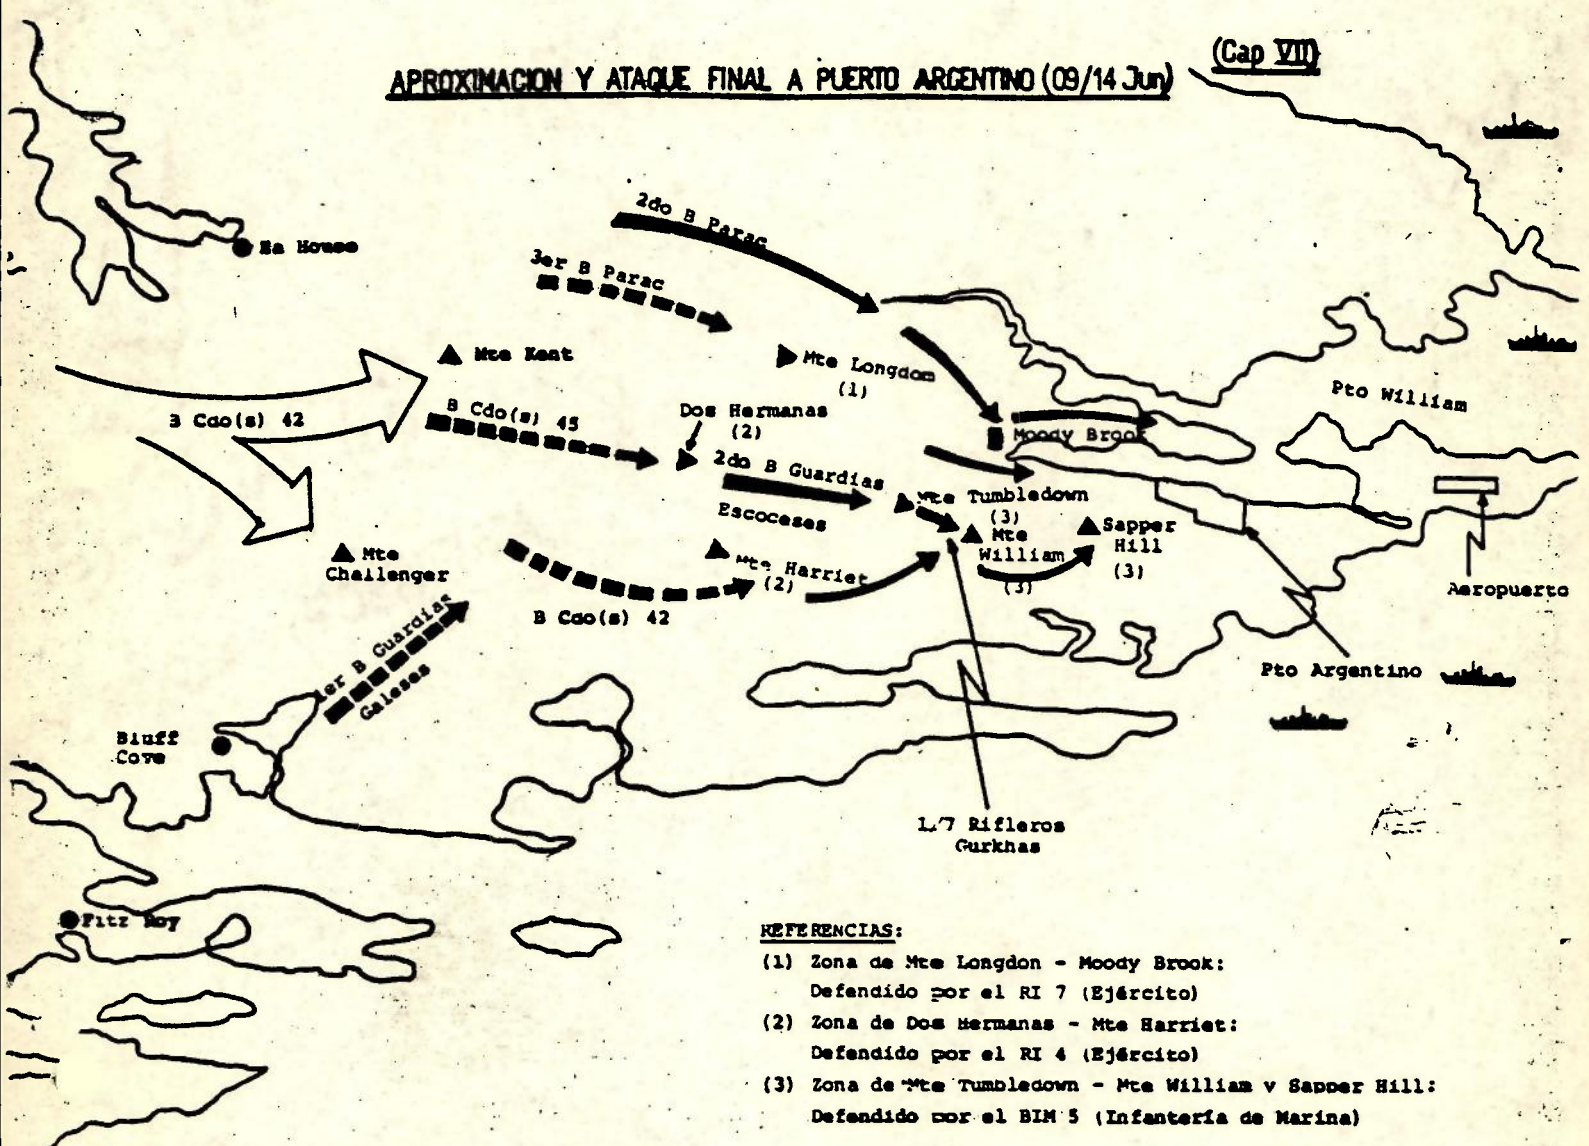 (Cap VII)
APROXIMACION Y ATAQUE FINAL A PUERTO ARGENTINO (09/14 Jun)
2do B Parac
Ea House
3er B Parac
Mte Kent
Mte Longdom
(1)
Pto William
B Cdo(s) 45
Dos Hermanas
(2)
3 Cdo(s) 42
Moody Brook
2do B Guardias
Escoceses
Mte Tumbledown
(3)
Mte
William
(3)
Sapper
Hill
(3)
Mte
Challenger
Mte Harriet
(2)
Aeropuerto
B Cdo(s) 42
1er B Guardias
Galeses
Pto Argentino
Bluff
Cove
1/7 Rifleros
Gurkhas
Fitz Roy
REFERENCIAS:
(1) Zona de Mte Longdon - Moody Brook:
Defendido por el RI 7 (Ejército)
(2) Zona de Dos Hermanas - Mte Harriet:
Defendido por el RI 4 (Ejército)
(3) Zona de Mte Tumbledown - Mte William y Sapper Hill:
Defendido por el BIM 5 (Infantería de Marina)